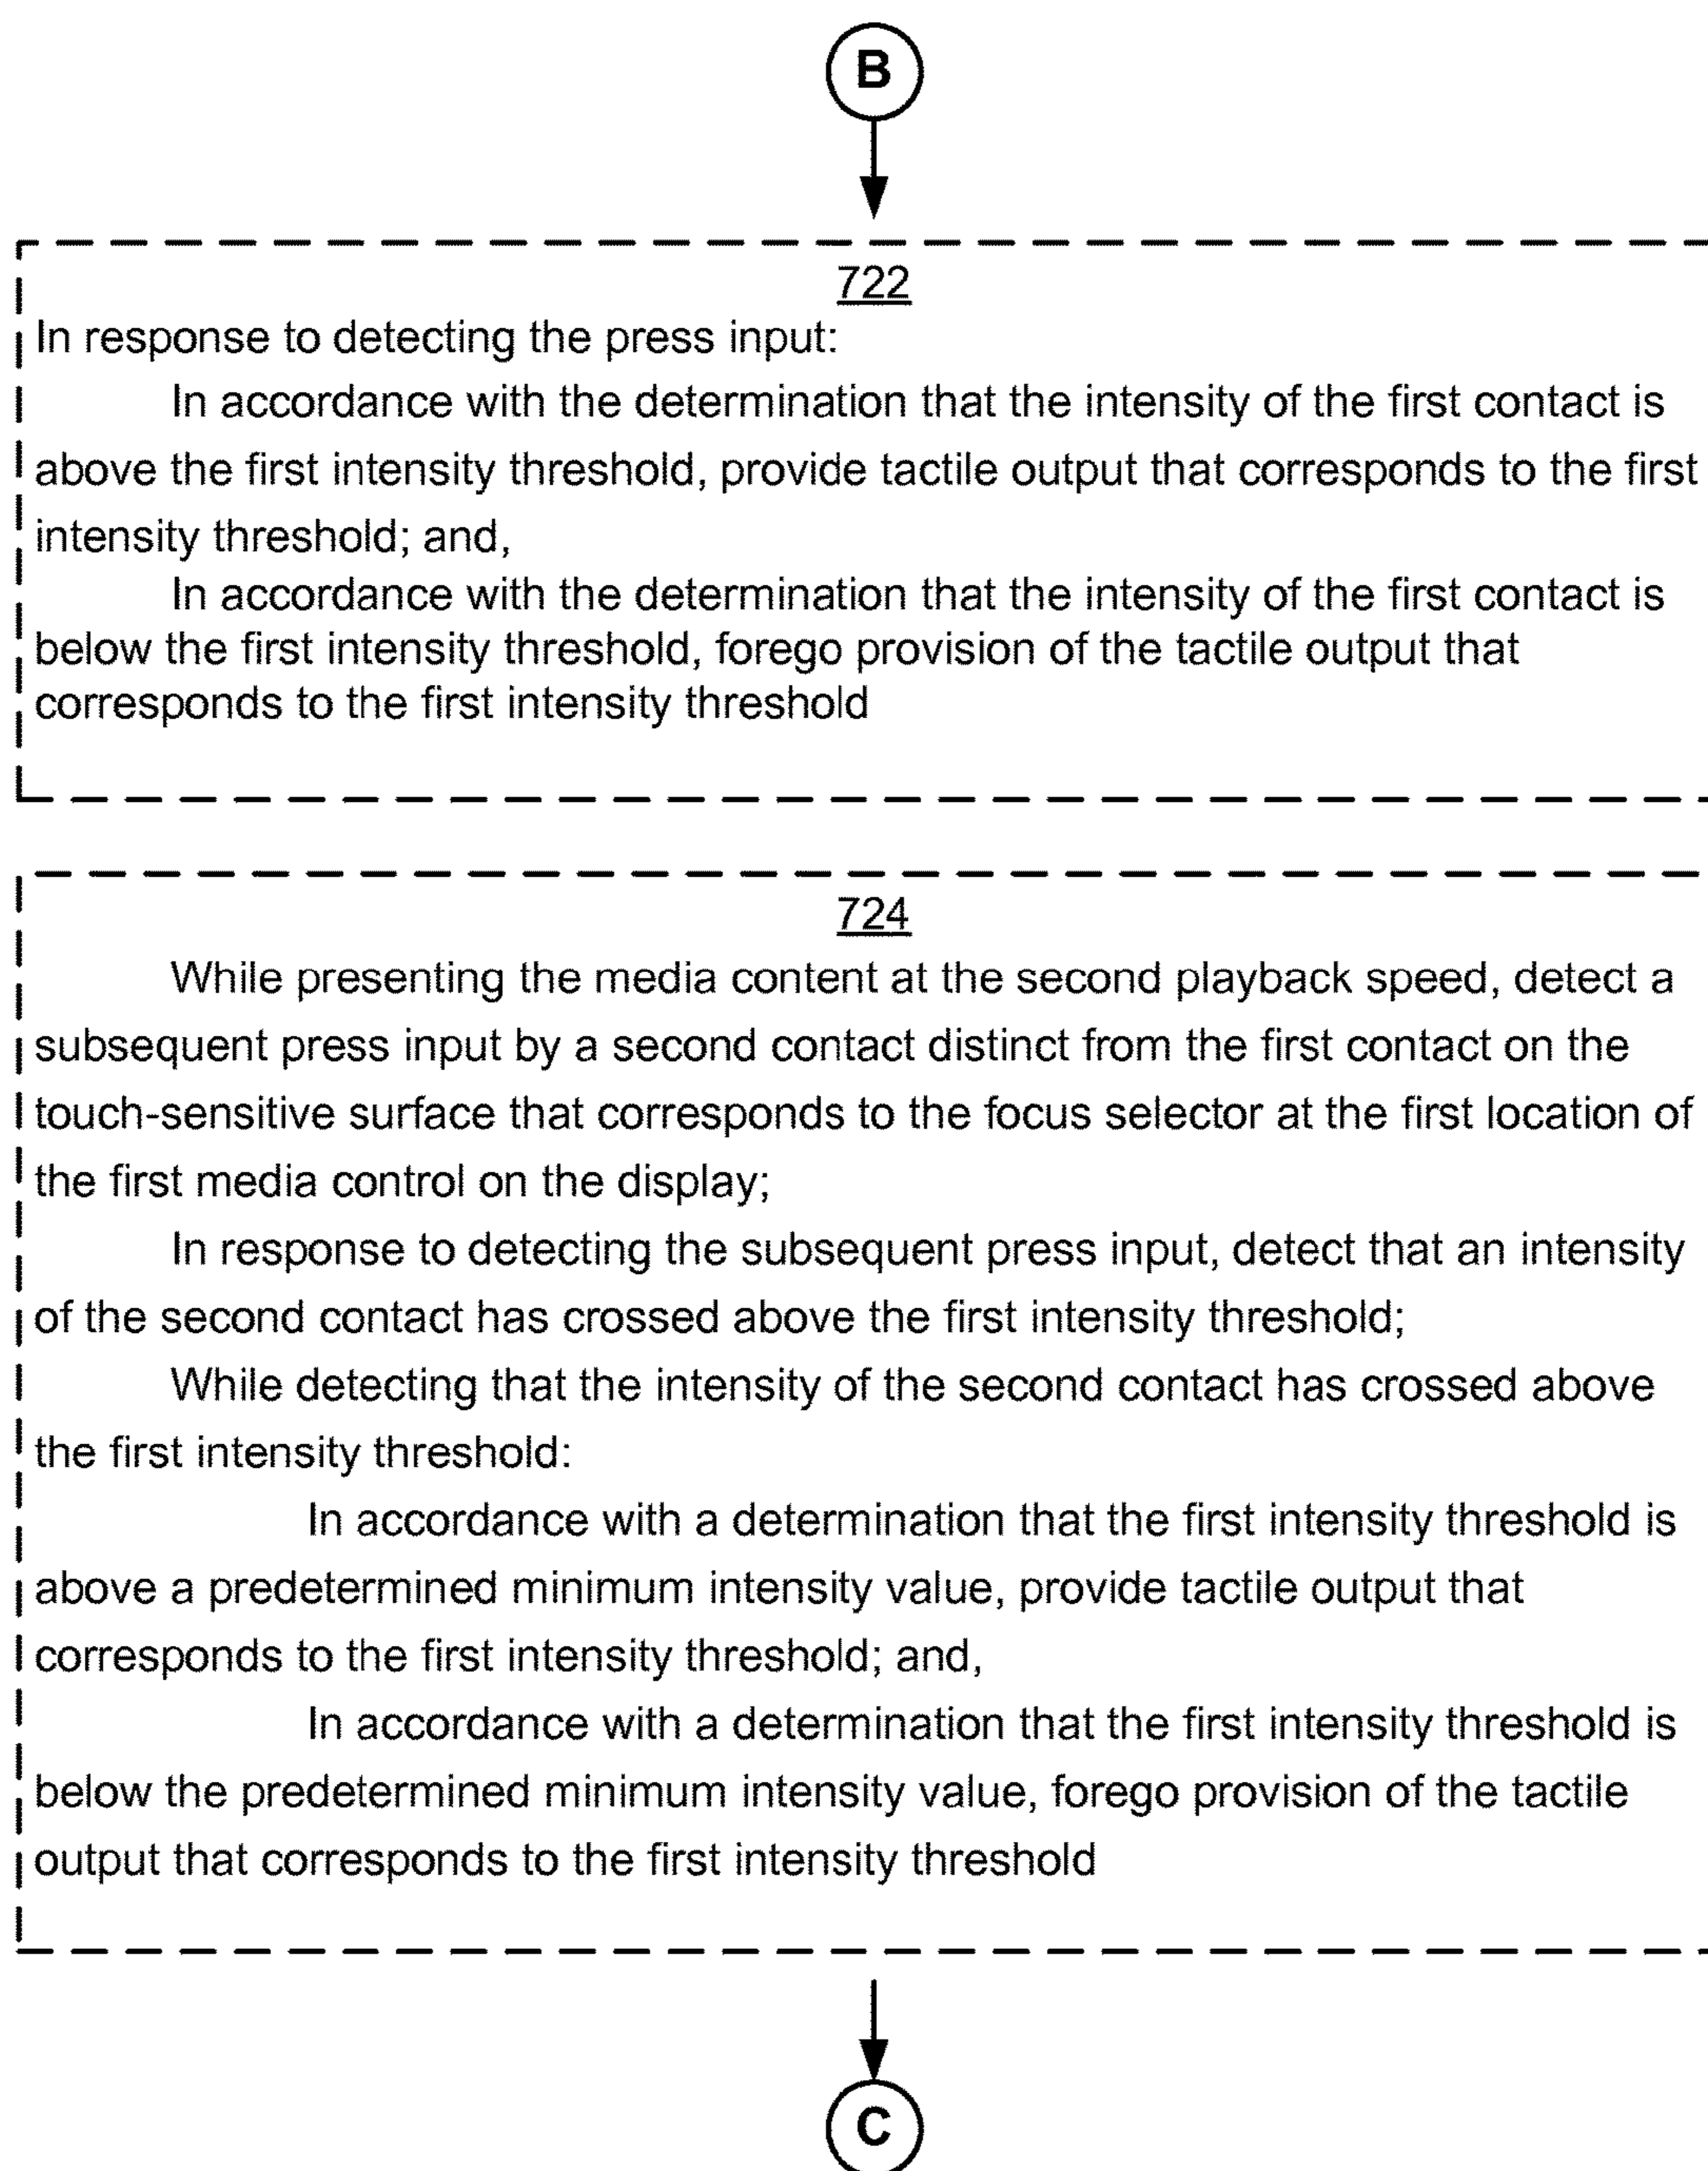 B
722
In response to detecting the press input:
In accordance with the determination that the intensity of the first contact is
above the first intensity threshold, provide tactile output that corresponds to the first
intensity threshold; and,
In accordance with the determination that the intensity of the first contact is
below the first intensity threshold, forego provision of the tactile output that
corresponds to the first intensity threshold
724
While presenting the media content at the second playback speed, detect a
subsequent press input by a second contact distinct from the first contact on the
touch-sensitive surface that corresponds to the focus selector at the first location of
the first media control on the display;
In response to detecting the subsequent press input, detect that an intensity
of the second contact has crossed above the first intensity threshold;
While detecting that the intensity of the second contact has crossed above
the first intensity threshold:
In accordance with a determination that the first intensity threshold is
above a predetermined minimum intensity value, provide tactile output that
corresponds to the first intensity threshold; and,
In accordance with a determination that the first intensity threshold is
below the predetermined minimum intensity value, forego provision of the tactile
output that corresponds to the first intensity threshold
C